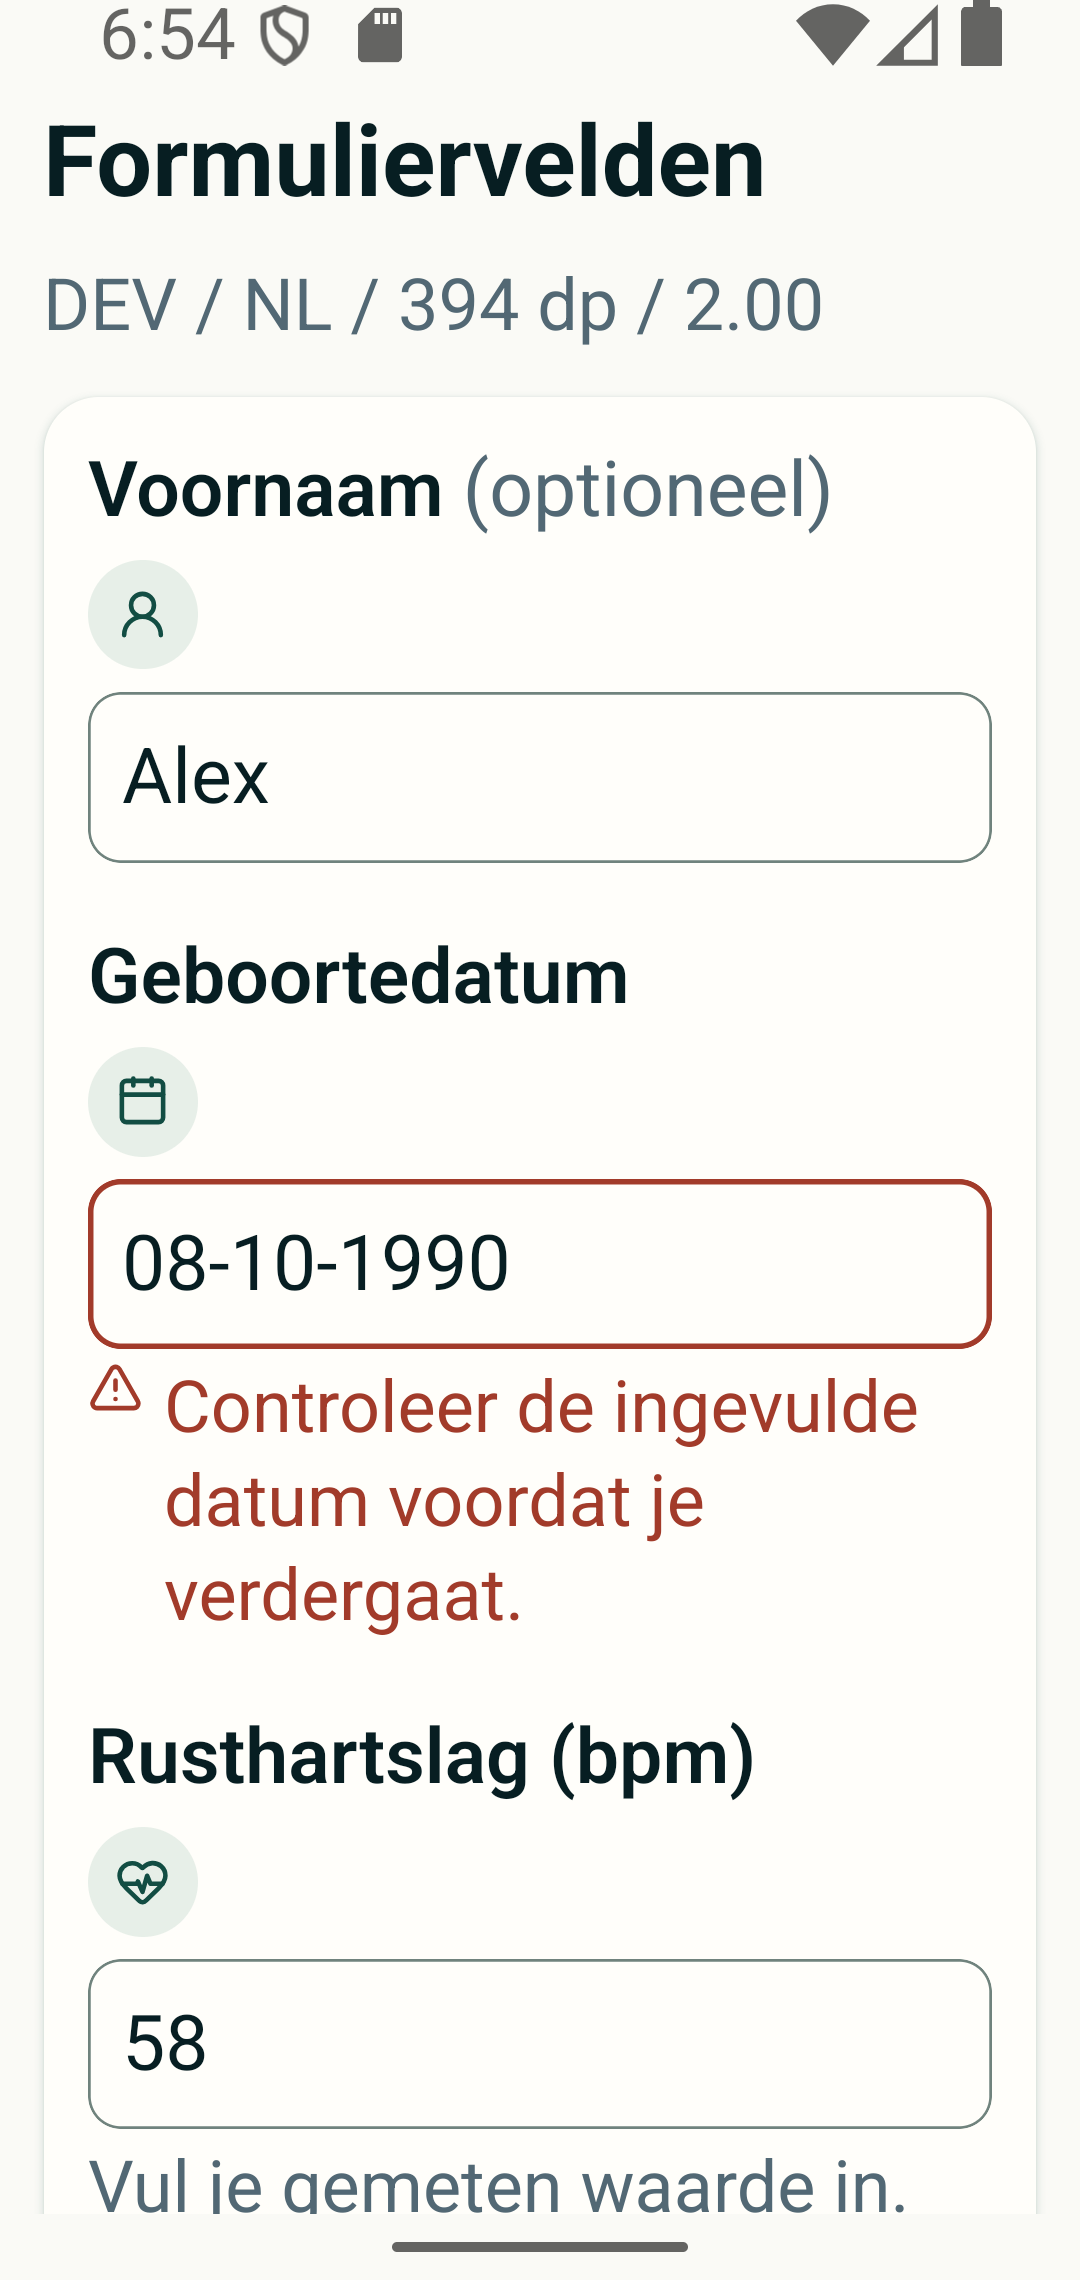 6:54
Formuliervelden
DEV / NL / 394 dp / 2.00
Voornaam (optioneel)
Alex
Geboortedatum
08-10-1990
Controleer de ingevulde
datum voordat je
verdergaat.
Rusthartslag (bpm)
58
Vul je gemeten waarde in.